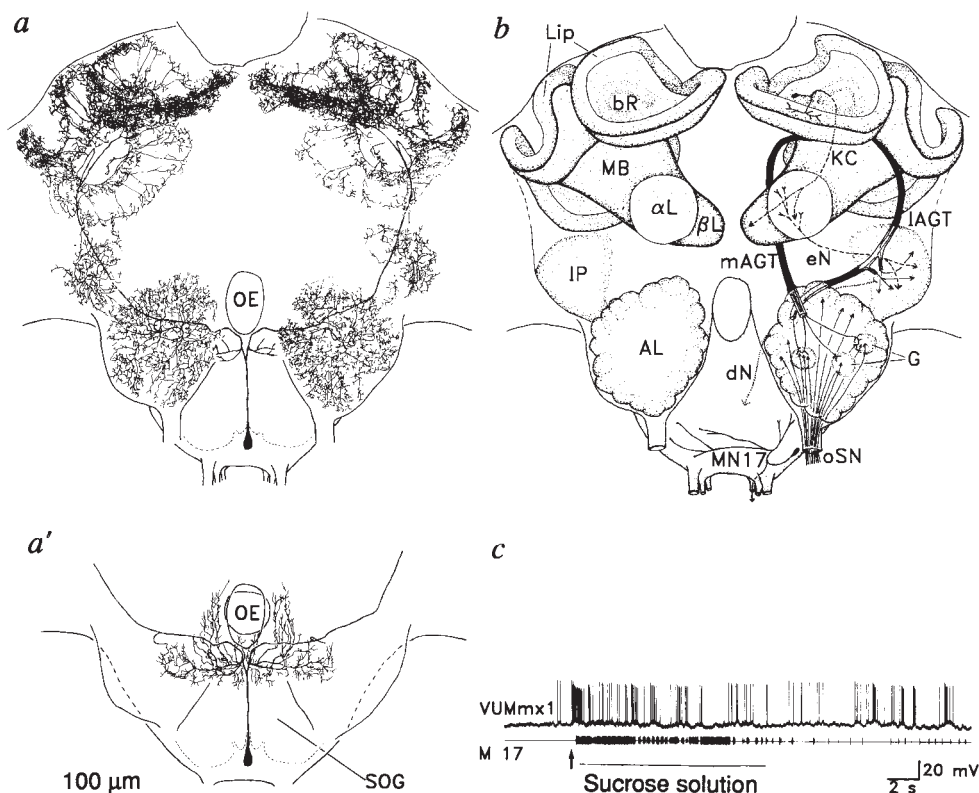 a
OE
b
Lip
bR
MB
KC
αL
βL
lAGT
mAGT
eN
IP
AL
G
dN
MN17
oSN
a'
OE
100 μm
SOG
c
VUMmx1
M 17
Sucrose solution
20 mV
2 s